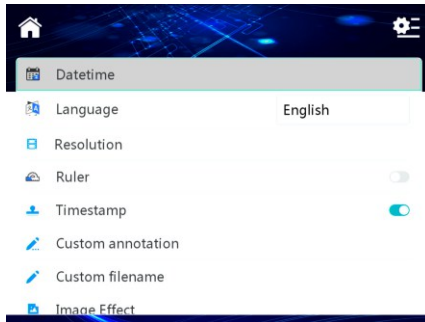 Datetime
Language English
Resolution
Ruler
Timestamp
Custom annotation
Custom filename
Image Effect